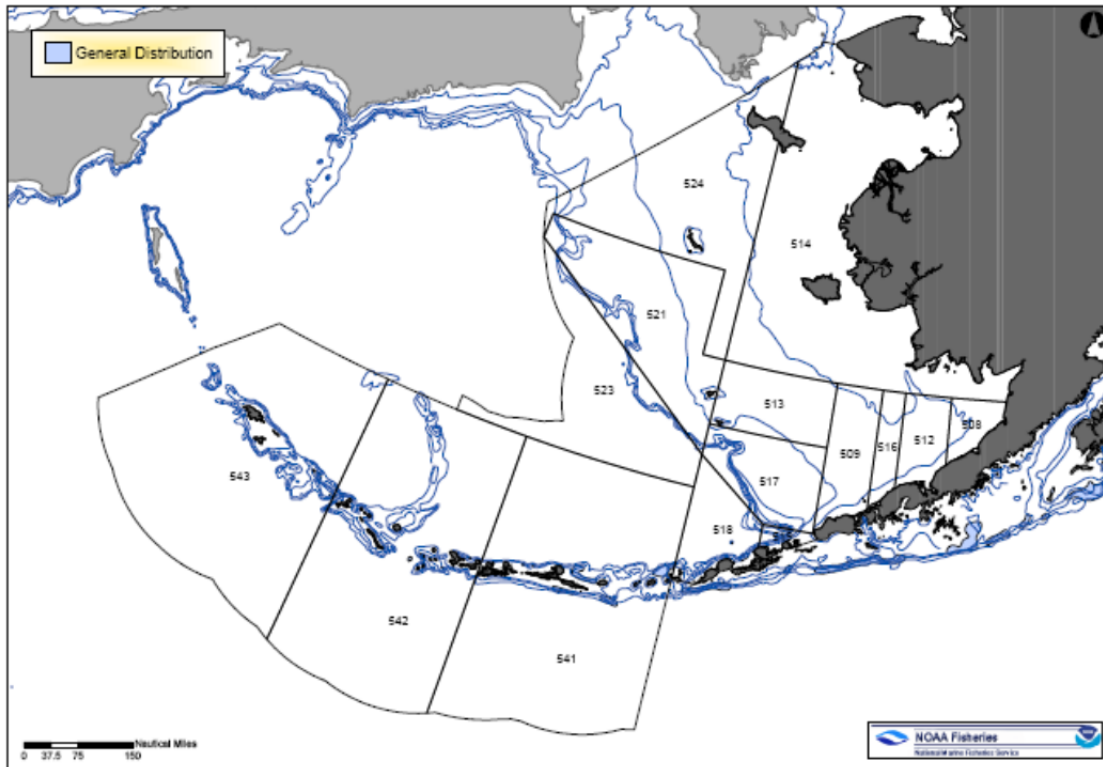 General Distribution
524
514
521
523
513
508
512
516
509
517
518
543
542
541
Nautical Miles
0 37.5 75 150
NOAA Fisheries
National Marine Fisheries Service